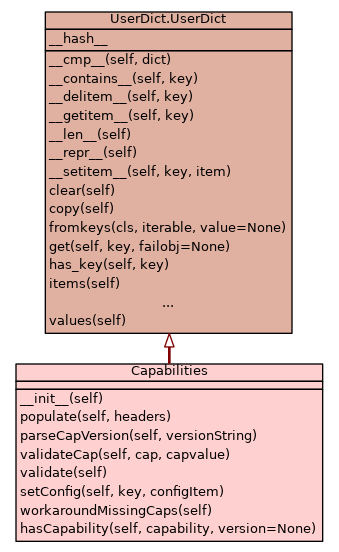 UserDict.UserDict
__hash__
__cmp__(self, dict)
__contains__(self, key)
__delitem__(self, key)
__getitem__(self, key)
__len__(self)
__repr__(self)
__setitem__(self, key, item)
clear(self)
copy(self)
fromkeys(cls, iterable, value=None)
get(self, key, failobj=None)
has_key(self, key)
items(self)
...
values(self)
Capabilities
__init__(self)
populate(self, headers)
parseCapVersion(self, versionString)
validateCap(self, cap, capvalue)
validate(self)
setConfig(self, key, configItem)
workaroundMissingCaps(self)
hasCapability(self, capability, version=None)